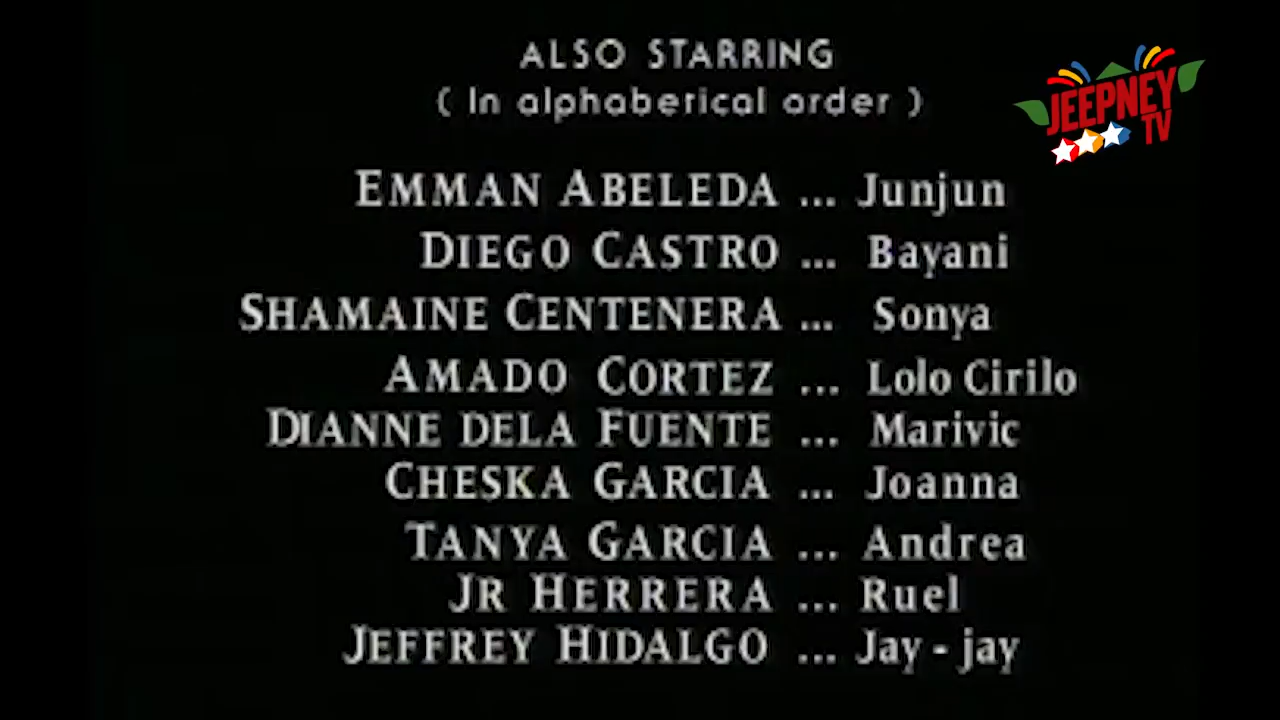 ALSO STARRING
( In alphaberical order )
JEEPNEY
TV
EMMAN ABELEDA ... Junjun
DIEGO CASTRO ... Bayani
SHAMAINE CENTENERA ... Sonya
AMADO CORTEZ ... Lolo Cirilo
DIANNE DELA FUENTE ... Marivic
CHESKA GARCIA ... Joanna
TANYA GARCIA ... Andrea
JR HERRERA ... Ruel
JEFFREY HIDALGO ... Jay - jay